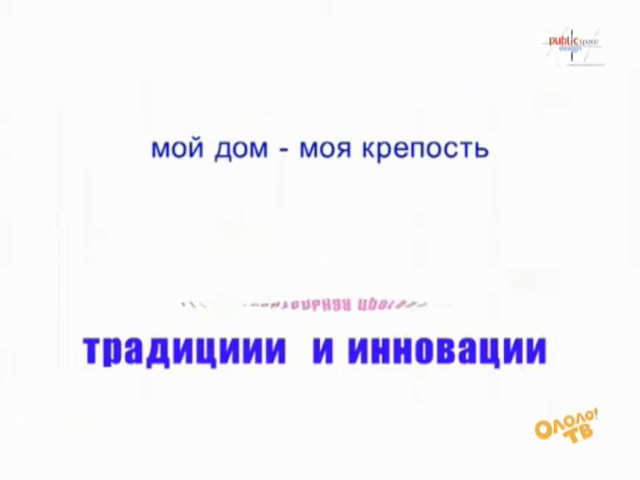 public space
design
мой дом - моя крепость
традициии и инновации
Ололо!
ТВ